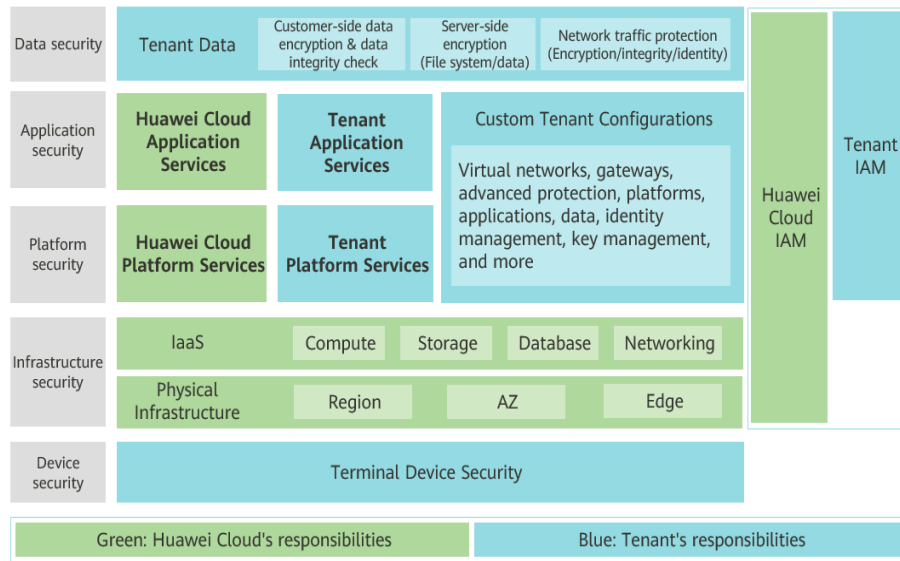 Data security
Tenant Data
Customer-side data
encryption & data
integrity check
Server-side
encryption
(File system/data)
Network traffic protection
(Encryption/integrity/identity)
Application
security
Huawei Cloud
Application
Services
Tenant
Application
Services
Custom Tenant Configurations
Virtual networks, gateways,
advanced protection, platforms,
applications, data, identity
management, key management,
and more
Platform
security
Huawei Cloud
Platform Services
Tenant
Platform Services
Huawei
Cloud
IAM
Tenant
IAM
Infrastructure
security
IaaS
Compute
Storage
Database
Networking
Physical
Infrastructure
Region
AZ
Edge
Device
security
Terminal Device Security
Green: Huawei Cloud's responsibilities
Blue: Tenant's responsibilities